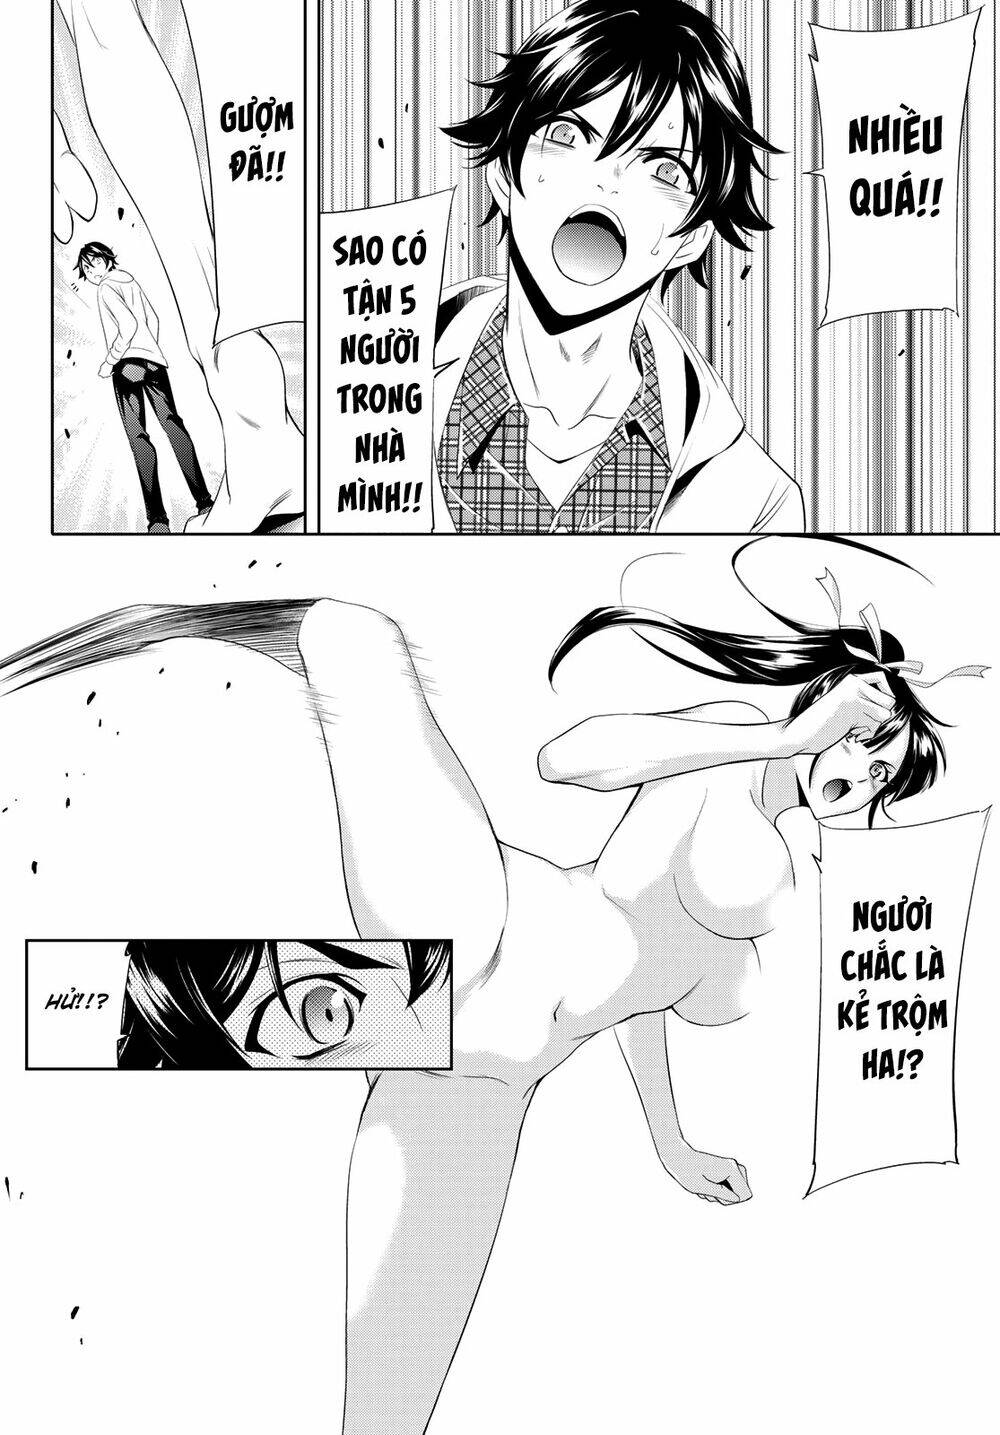 NHIỀU
QUÁ!!
SAO CÓ
TẬN 5
NGƯỜI
TRONG
NHÀ
MÌNH!!
GƯỢM
ĐÃ!!
NGƯƠI
CHẮC LÀ
KẺ TRỘM
HA!?
HỬ!!?